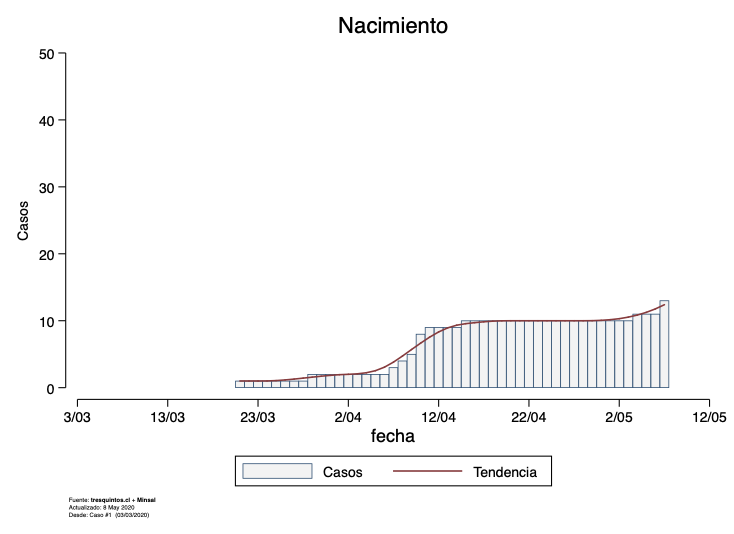 Nacimiento
50
40
30
20
10
0
Casos
3/03 13/03 23/03 2/04 12/04 22/04 2/05 12/05
fecha
Casos Tendencia
Fuente: tresquintos.cl + Minsal
Actualizado: 8 May 2020
Desde: Caso #1 (03/03/2020)